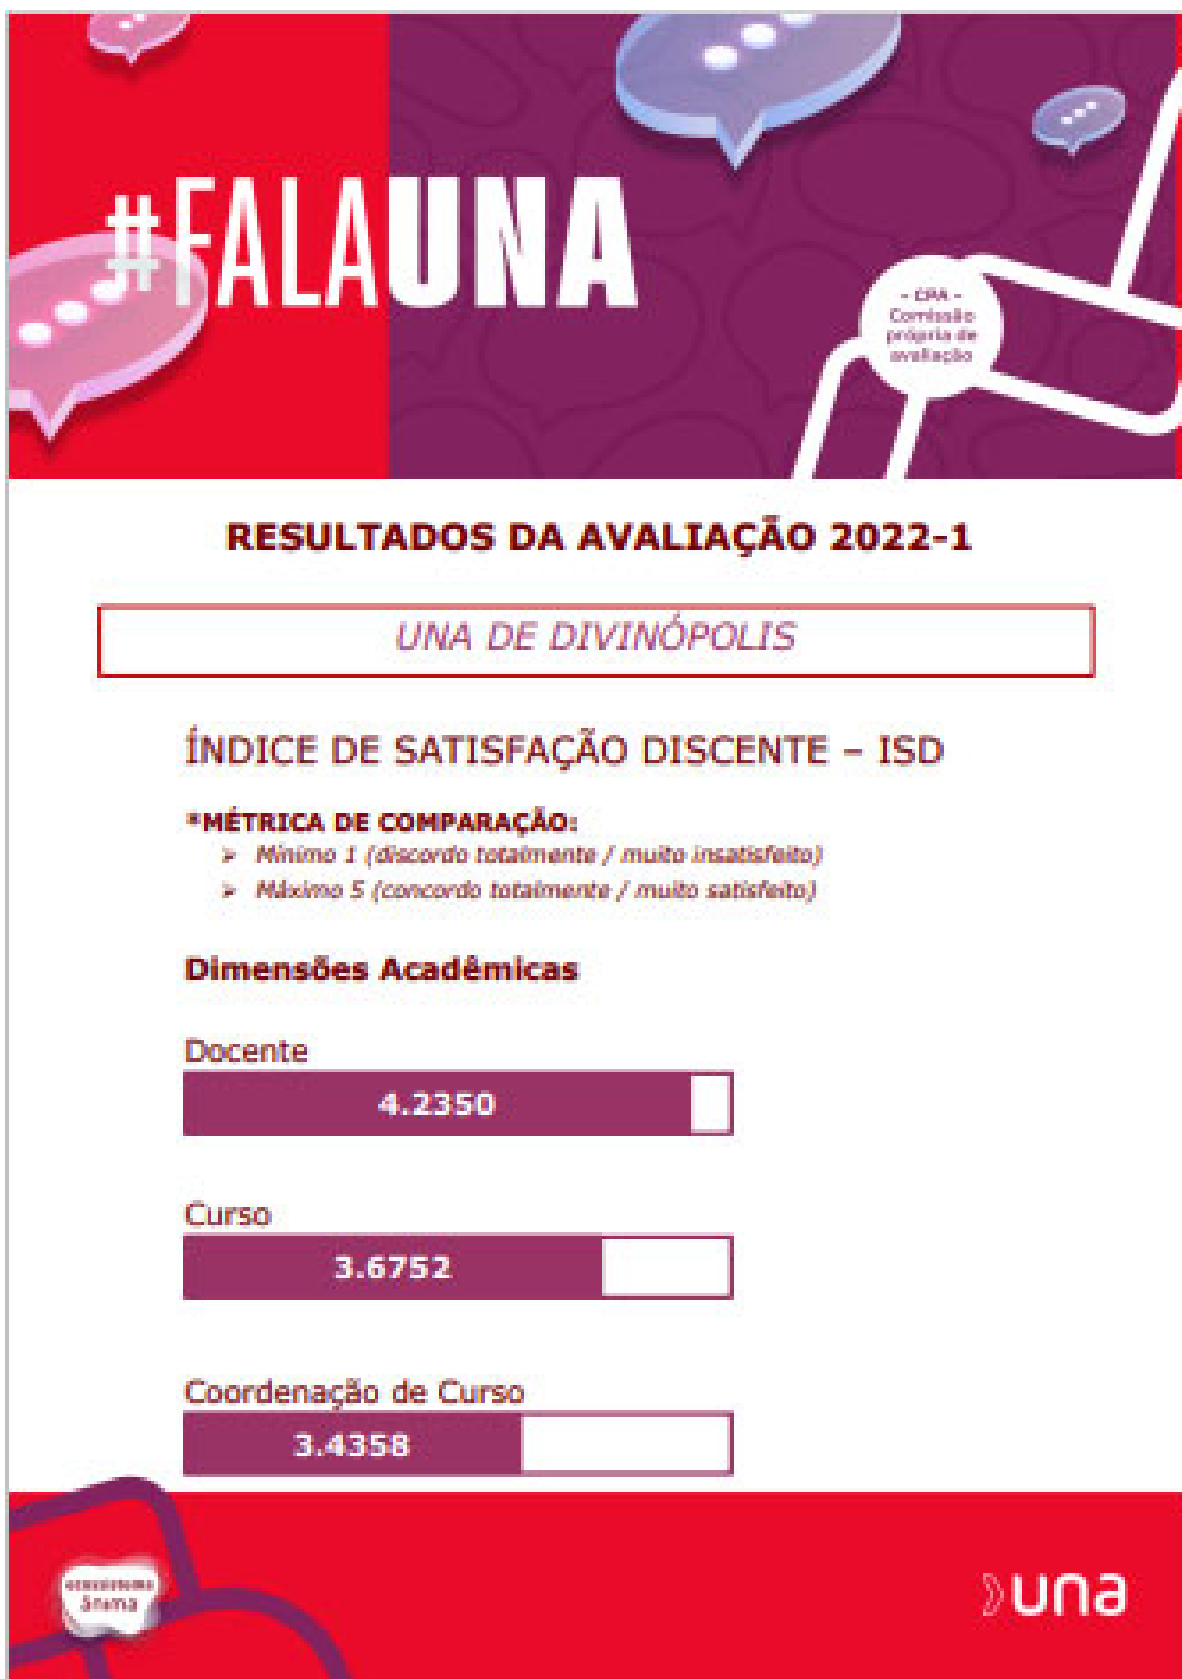 #FALAUNA
- CPA -
Comissão
própria de
avaliação
RESULTADOS DA AVALIAÇÃO 2022-1
UNA DE DIVINÓPOLIS
ÍNDICE DE SATISFAÇÃO DISCENTE – ISD
*MÉTRICA DE COMPARAÇÃO:
➢ Mínimo 1 (discordo totalmente / muito insatisfeito)
➢ Máximo 5 (concordo totalmente / muito satisfeito)
Dimensões Acadêmicas
Docente
4.2350
Curso
3.6752
Coordenação de Curso
3.4358
ecossistema
ânima
una